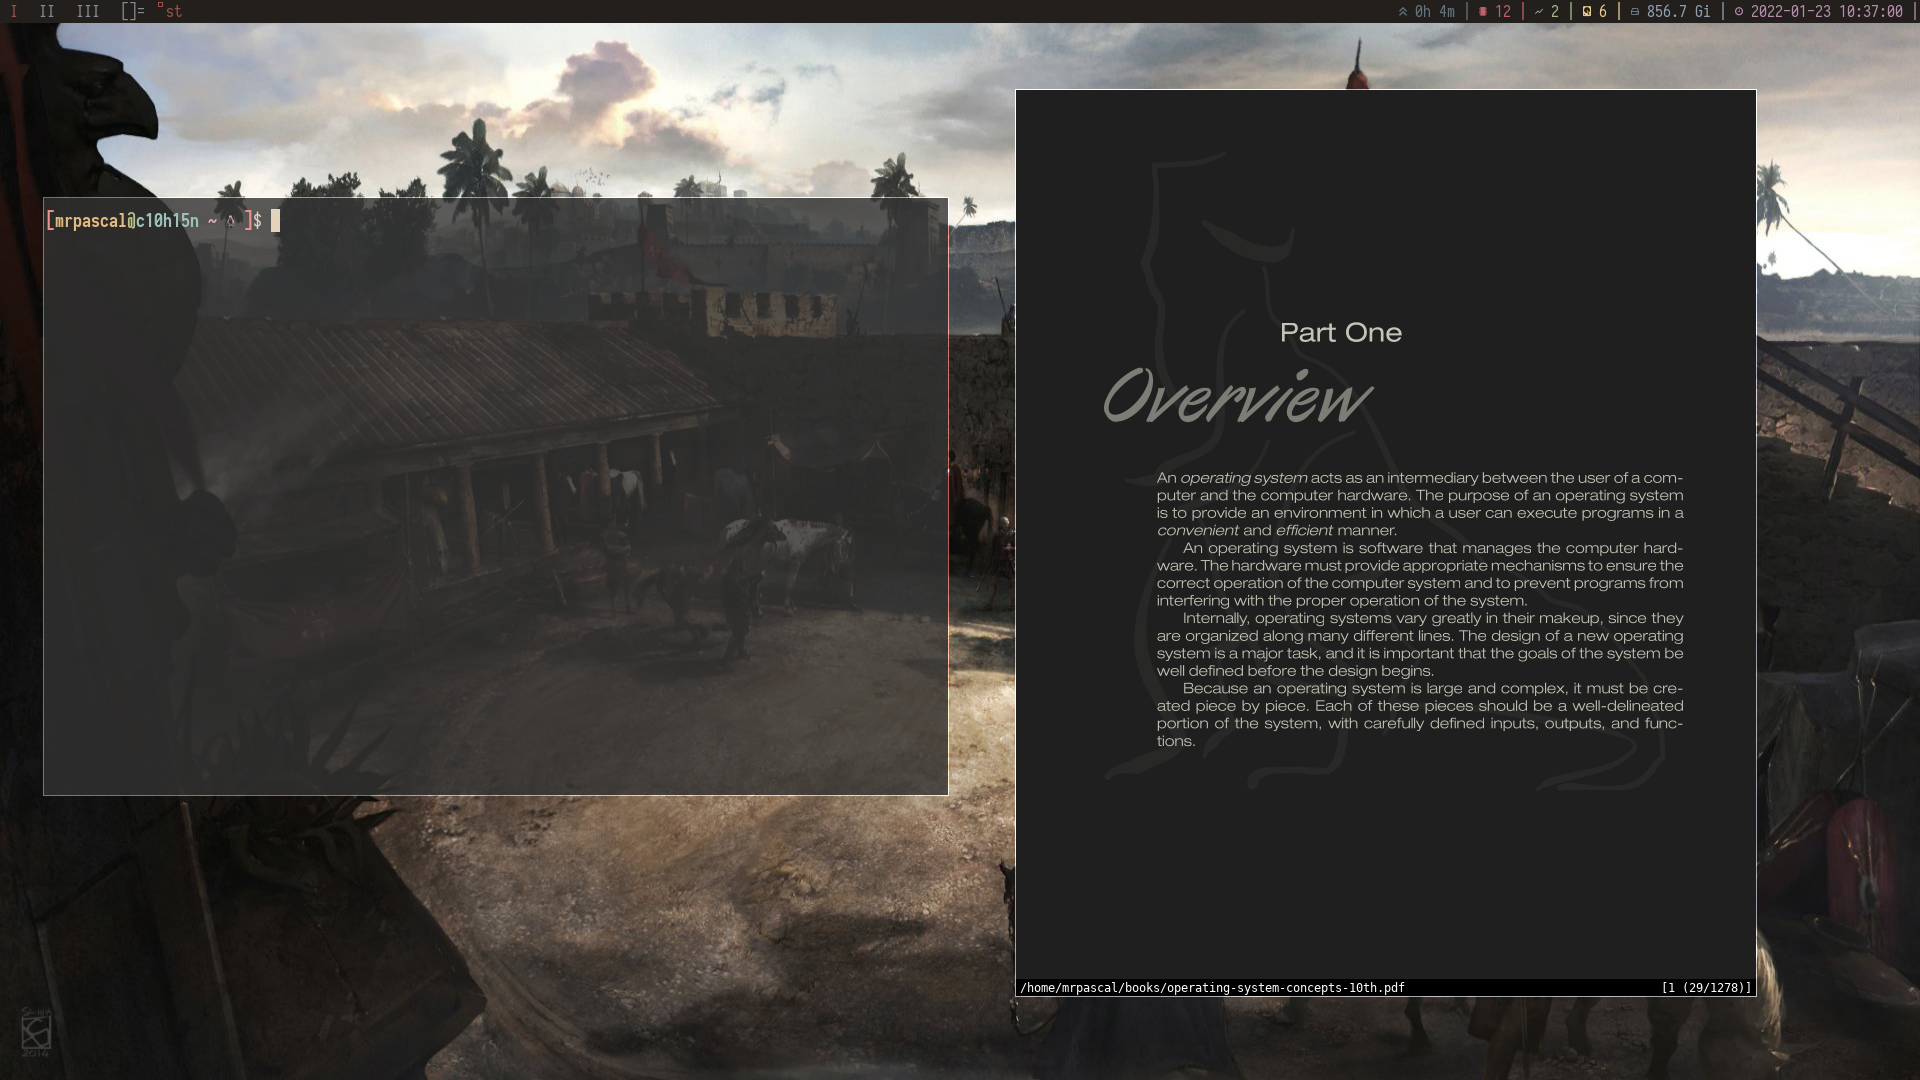 I II III []= °st
0h 4m | 12 | 2 | 6 | 856.7 Gi | 2022-01-23 10:37:00 |
[mrpascal@c10h15n ~ ^ ]$
Part One
Overview
An operating system acts as an intermediary between the user of a com-
puter and the computer hardware. The purpose of an operating system
is to provide an environment in which a user can execute programs in a
convenient and efficient manner.
An operating system is software that manages the computer hard-
ware. The hardware must provide appropriate mechanisms to ensure the
correct operation of the computer system and to prevent programs from
interfering with the proper operation of the system.
Internally, operating systems vary greatly in their makeup, since they
are organized along many different lines. The design of a new operating
system is a major task, and it is important that the goals of the system be
well defined before the design begins.
Because an operating system is large and complex, it must be cre-
ated piece by piece. Each of these pieces should be a well-delineated
portion of the system, with carefully defined inputs, outputs, and func-
tions.
/home/mrpascal/books/operating-system-concepts-10th.pdf [1 (29/1278)]
2014